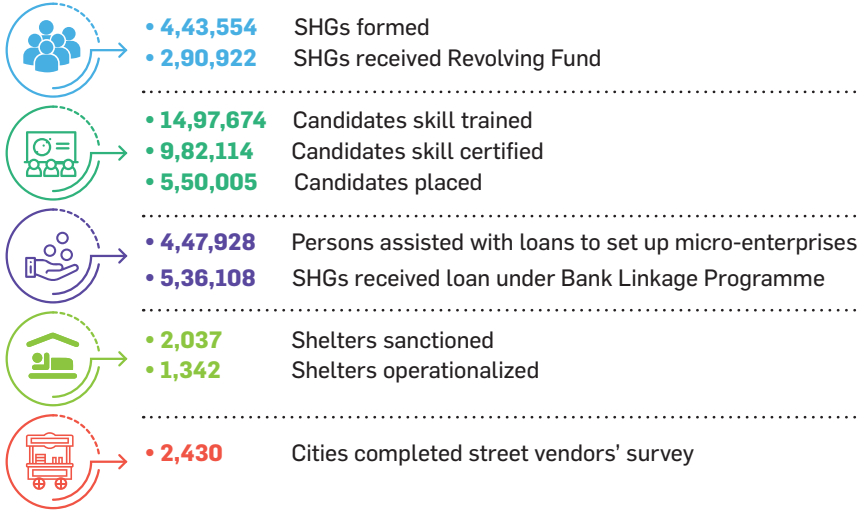 • 4,43,554 SHGs formed
• 2,90,922 SHGs received Revolving Fund
• 14,97,674 Candidates skill trained
• 9,82,114 Candidates skill certified
• 5,50,005 Candidates placed
• 4,47,928 Persons assisted with loans to set up micro-enterprises
• 5,36,108 SHGs received loan under Bank Linkage Programme
• 2,037 Shelters sanctioned
• 1,342 Shelters operationalized
• 2,430 Cities completed street vendors’ survey